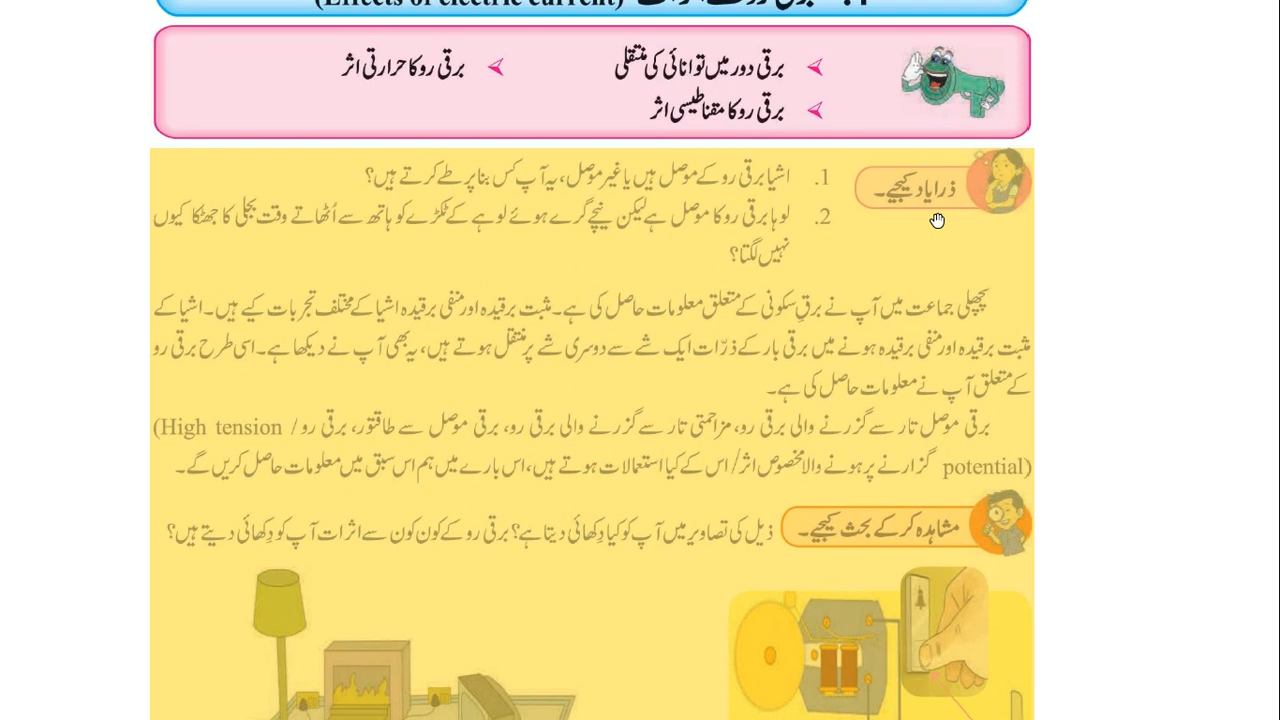 (Effects of electric current)
برقی دور میں توانائی کی منتقلی
برقی رو کا حرارتی اثر
برقی رو کا مقناطیسی اثر
ذرا یاد کیجیے۔
1. اشیا برقی رو کے موصل ہیں یا غیر موصل، یہ آپ کس بنا پر طے کرتے ہیں؟
2. لوہا برقی رو کا موصل ہے لیکن نیچے گرے ہوئے لوہے کے ٹکڑے کو ہاتھ سے اُٹھاتے وقت بجلی کا جھٹکا کیوں
نہیں لگتا؟
پچھلی جماعت میں آپ نے برقِ سکونی کے متعلق معلومات حاصل کی ہے۔ مثبت برقیدہ اور منفی برقیدہ اشیا کے مختلف تجربات کیے ہیں۔ اشیا کے
مثبت برقیدہ اور منفی برقیدہ ہونے میں برقی بار کے ذرّات ایک شے سے دوسری شے پر منتقل ہوتے ہیں، یہ بھی آپ نے دیکھا ہے۔ اسی طرح برقی رو
کے متعلق آپ نے معلومات حاصل کی ہے۔
برقی موصل تار سے گزرنے والی برقی رو، مزاحمتی تار سے گزرنے والی برقی رو، برقی موصل سے طاقتور، برقی رو / High tension)
(potential گزارنے پر ہونے والا مخصوص اثر/ اس کے کیا استعمالات ہوتے ہیں، اس بارے میں ہم اس سبق میں معلومات حاصل کریں گے۔
مشاہدہ کر کے بحث کیجیے۔
ذیل کی تصاویر میں آپ کو کیا دِکھائی دیتا ہے؟ برقی رو کے کون کون سے اثرات آپ کو دِکھائی دیتے ہیں؟